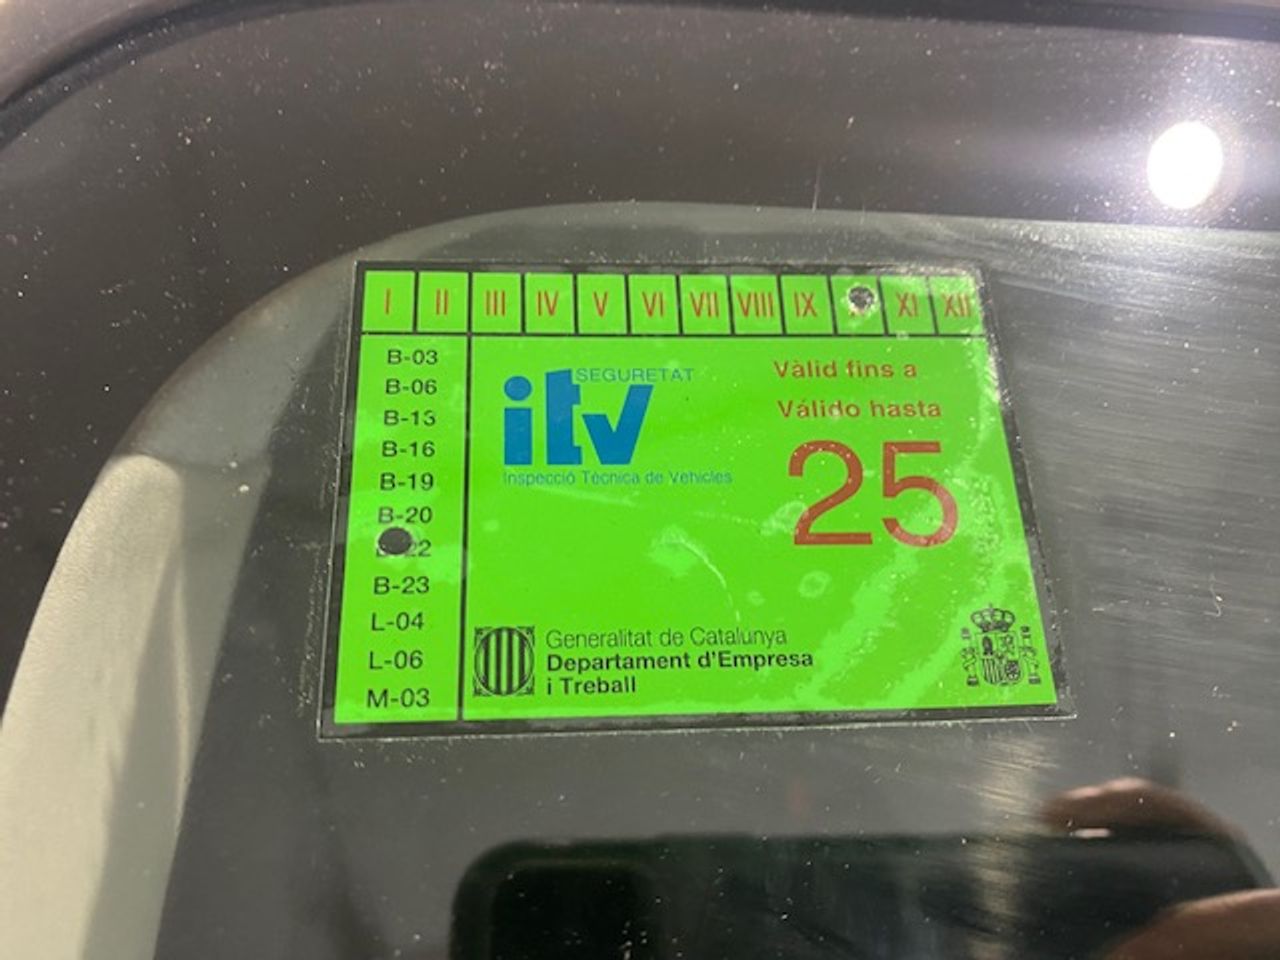 I II III IV V VI VII VIII IX XI XII
B-03
B-06
B-13
B-16
B-19
B-20
22
B-23
L-04
L-06
M-03
SEGURETAT
itv
Inspecció Tècnica de Vehicles
Vàlid fins a
Válido hasta
25
Generalitat de Catalunya
Departament d'Empresa
i Treball